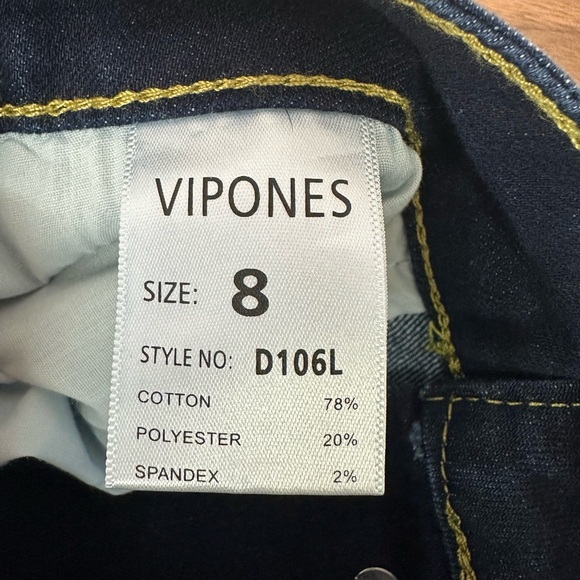 VIPONES
SIZE: 8
STYLE NO: D106L
COTTON 78%
POLYESTER 20%
SPANDEX 2%